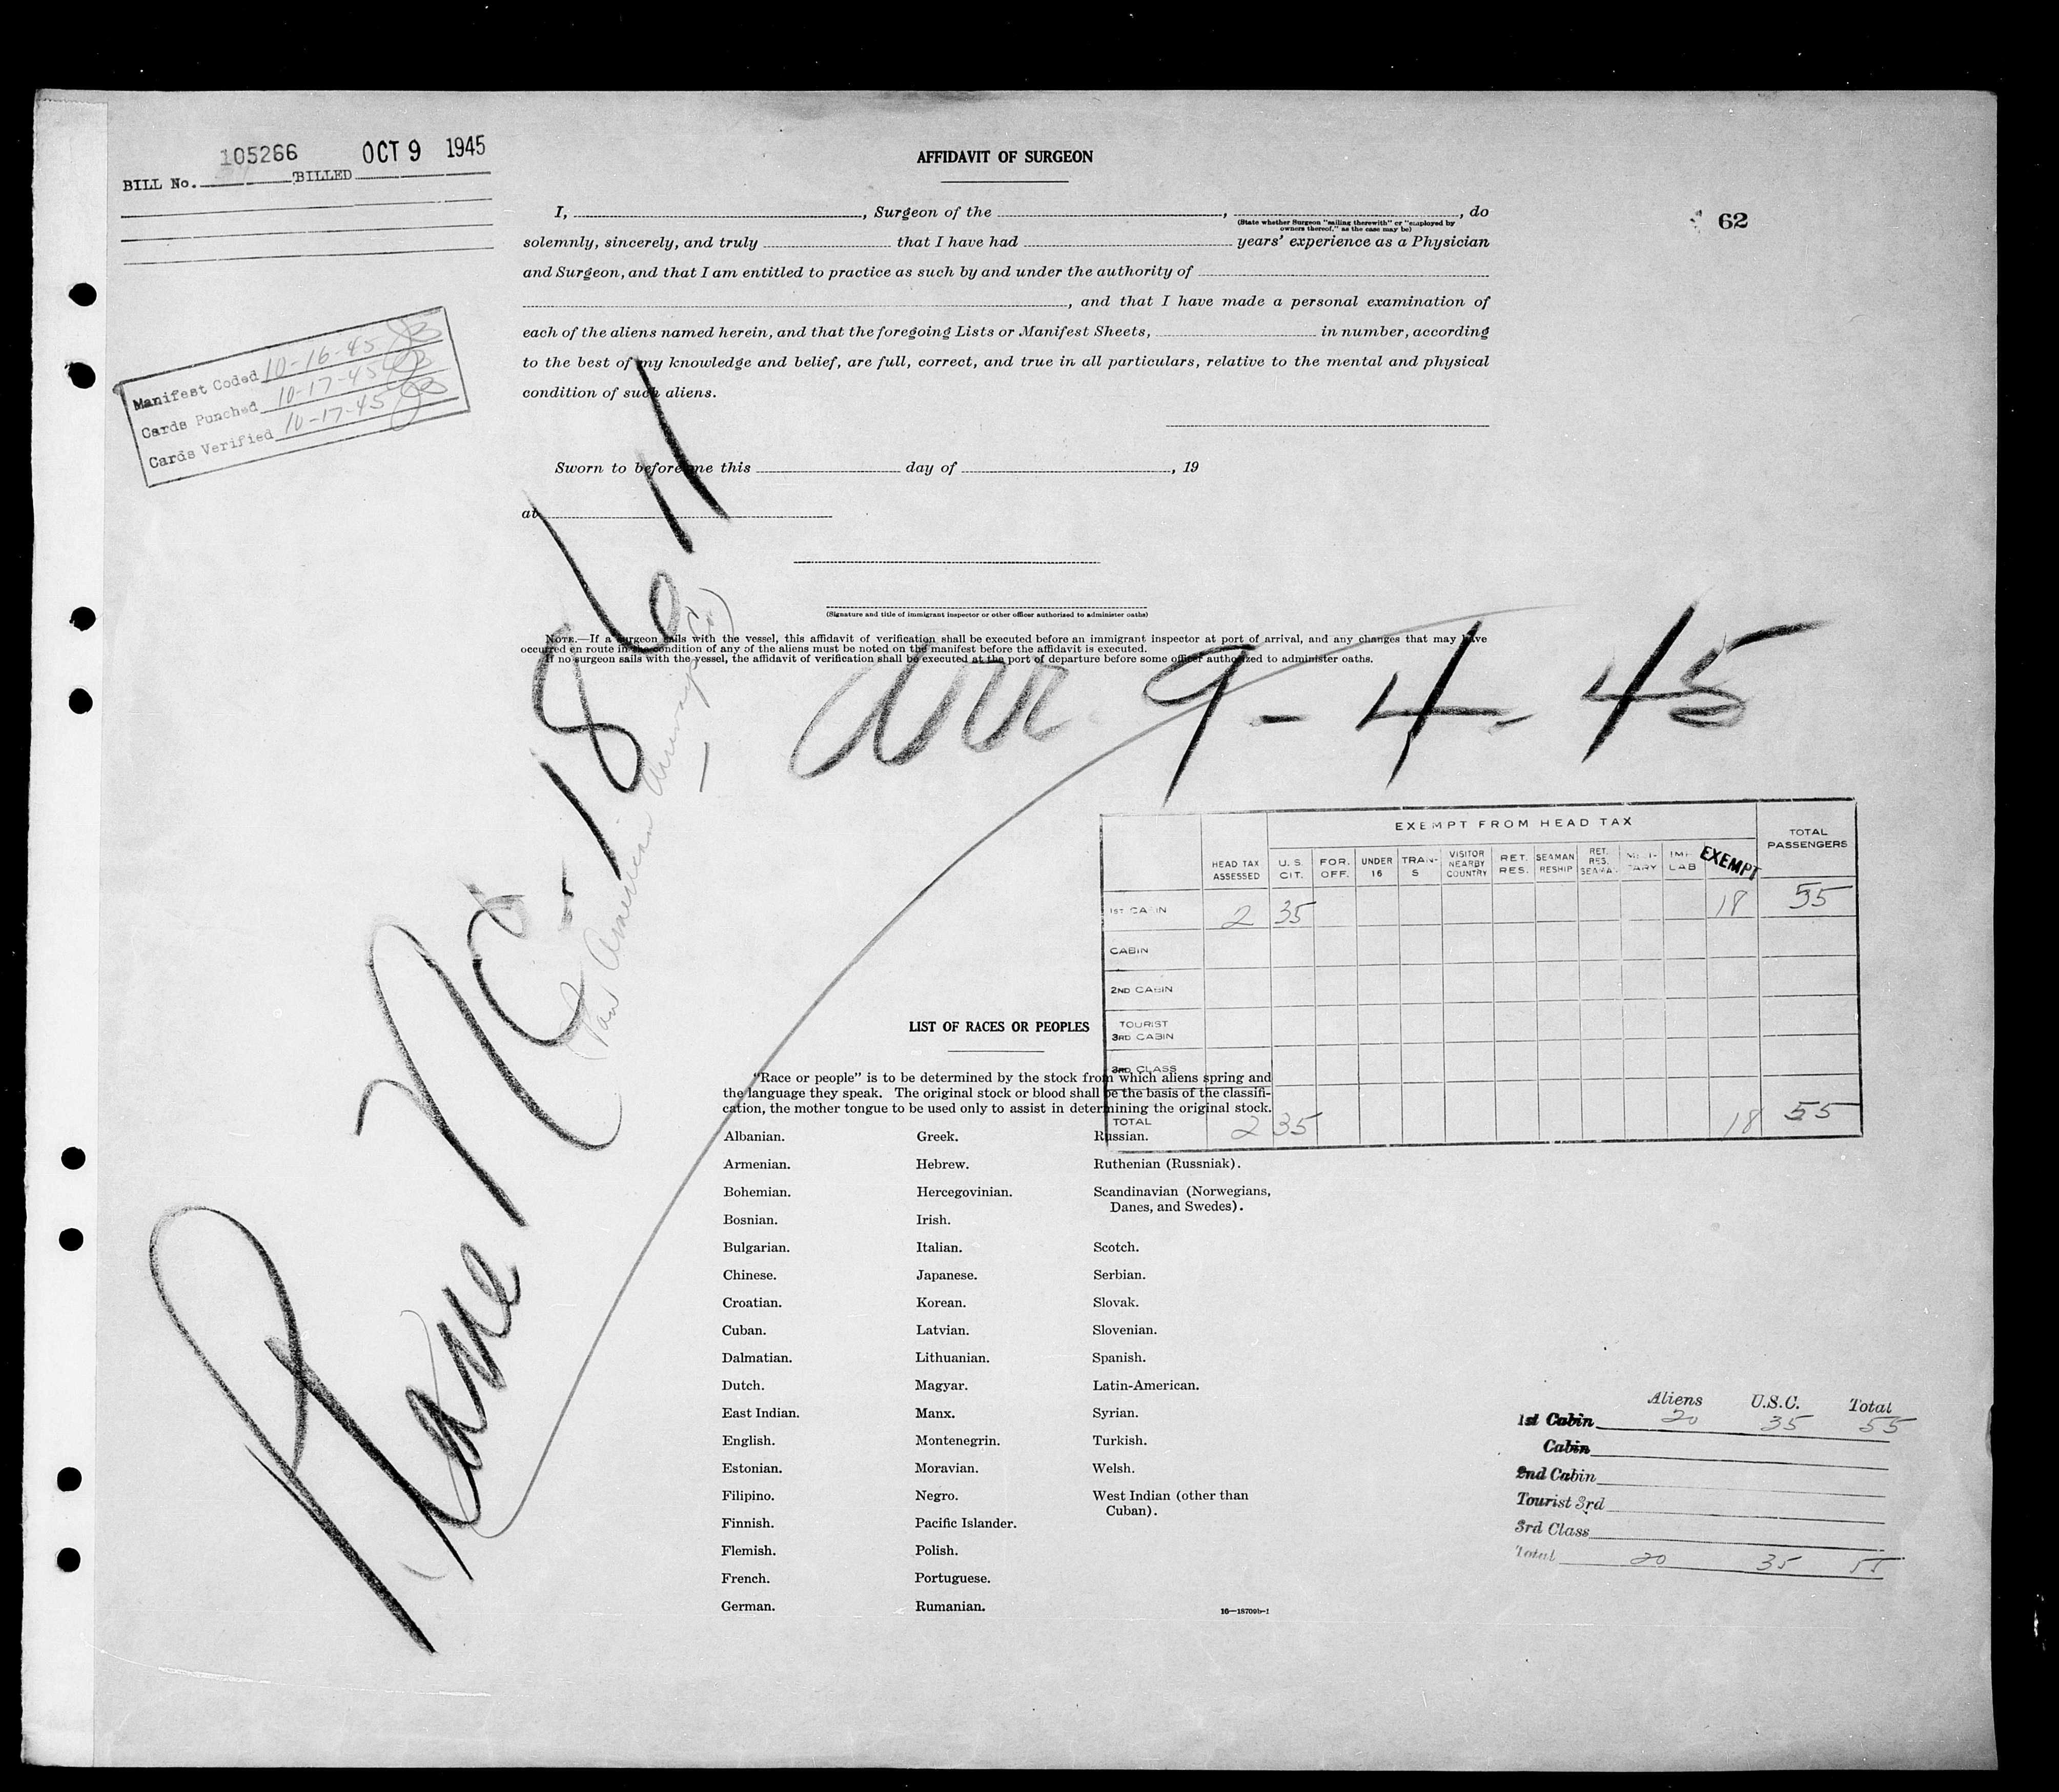 105266 OCT 9 1945
BILL No. BILLED
AFFIDAVIT OF SURGEON
62
I, , Surgeon of the , , do
(State whether Surgeon "sailing therewith" or "employed by
owners thereof," as the case may be)
solemnly, sincerely, and truly that I have had years' experience as a Physician
and Surgeon, and that I am entitled to practice as such by and under the authority of
, and that I have made a personal examination of
each of the aliens named herein, and that the foregoing Lists or Manifest Sheets, in number, according
to the best of my knowledge and belief, are full, correct, and true in all particulars, relative to the mental and physical
condition of such aliens.
Manifest Coded 10-16-45
Cards Punched 10-17-45
Cards Verified 10-17-45
Sworn to before me this day of , 19
at
(Signature and title of immigrant inspector or other officer authorized to administer oaths)
NOTE.—If a surgeon sails with the vessel, this affidavit of verification shall be executed before an immigrant inspector at port of arrival, and any changes that may have
occurred en route in the condition of any of the aliens must be noted on the manifest before the affidavit is executed.
If no surgeon sails with the vessel, the affidavit of verification shall be executed at the port of departure before some officer authorized to administer oaths.
Plane NC-18611
(Pan American Airways Co.)
arr. 9-4-45
EXEMPT FROM HEAD TAX
HEAD TAX ASSESSED U. S. CIT. FOR. OFF. UNDER 16 TRAN-S VISITOR NEARBY COUNTRY RET. RES. SEAMAN RESHIP RET. RES. SEAMAN LAB EXEMPT TOTAL PASSENGERS
1ST CABIN 2 35 18 55
CABIN
2ND CABIN
TOURIST
3RD CABIN
3RD CLASS
TOTAL 2 35 18 55
LIST OF RACES OR PEOPLES
"Race or people" is to be determined by the stock from which aliens spring and
the language they speak. The original stock or blood shall be the basis of the classifi-
cation, the mother tongue to be used only to assist in determining the original stock.
Albanian. Greek. Russian.
Armenian. Hebrew. Ruthenian (Russniak).
Bohemian. Hercegovinian. Scandinavian (Norwegians,
Danes, and Swedes).
Bosnian. Irish.
Bulgarian. Italian. Scotch.
Chinese. Japanese. Serbian.
Croatian. Korean. Slovak.
Cuban. Latvian. Slovenian.
Dalmatian. Lithuanian. Spanish.
Dutch. Magyar. Latin-American.
East Indian. Manx. Syrian.
English. Montenegrin. Turkish.
Estonian. Moravian. Welsh.
Filipino. Negro. West Indian (other than
Cuban).
Finnish. Pacific Islander.
Flemish. Polish.
French. Portuguese.
German. Rumanian.
16—18709b-1
Aliens U.S.C. Total
1st Cabin 20 35 55
Cabin
2nd Cabin
Tourist 3rd
3rd Class
Total 20 35 55